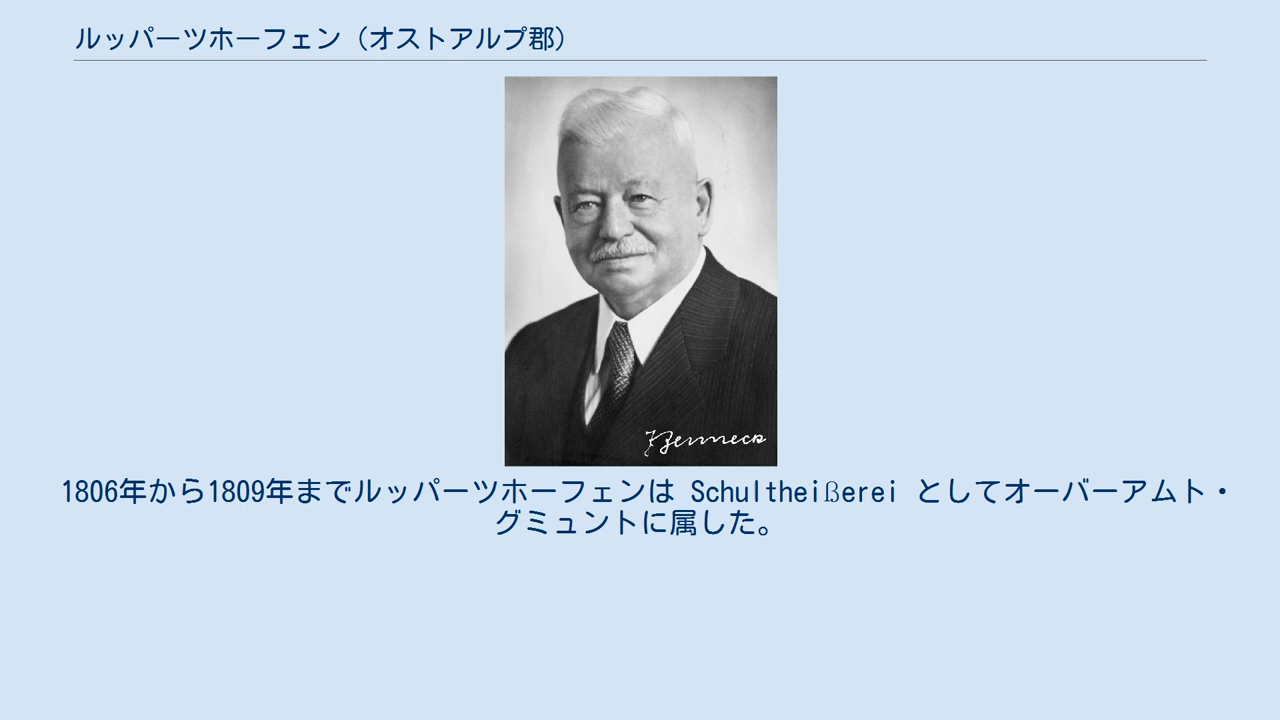 ルッパーツホーフェン（オストアルプ郡）
1806年から1809年までルッパーツホーフェンは Schultheißerei としてオーバーアムト・
グミュントに属した。